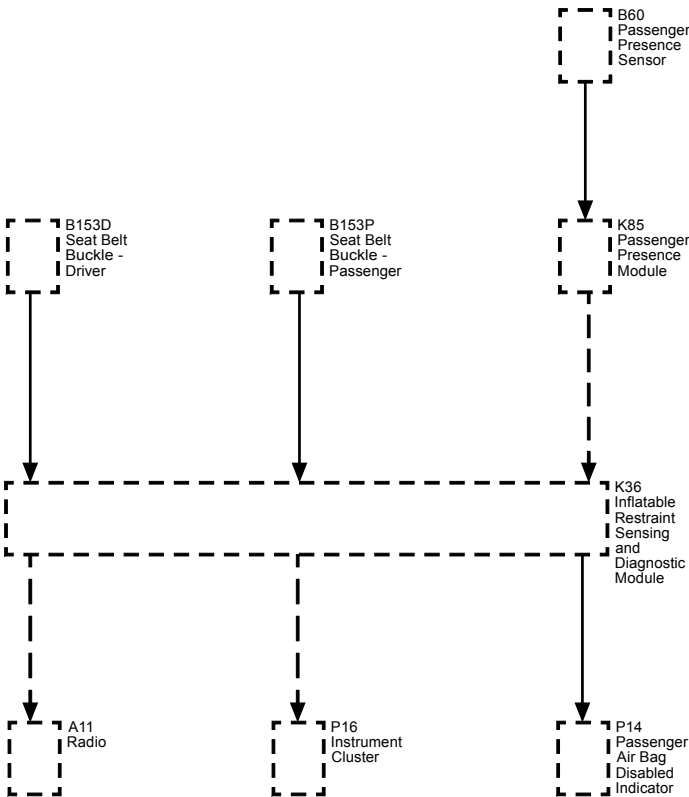 B60
Passenger
Presence
Sensor
B153D
Seat Belt
Buckle -
Driver
B153P
Seat Belt
Buckle -
Passenger
K85
Passenger
Presence
Module
K36
Inflatable
Restraint
Sensing
and
Diagnostic
Module
A11
Radio
P16
Instrument
Cluster
P14
Passenger
Air Bag
Disabled
Indicator